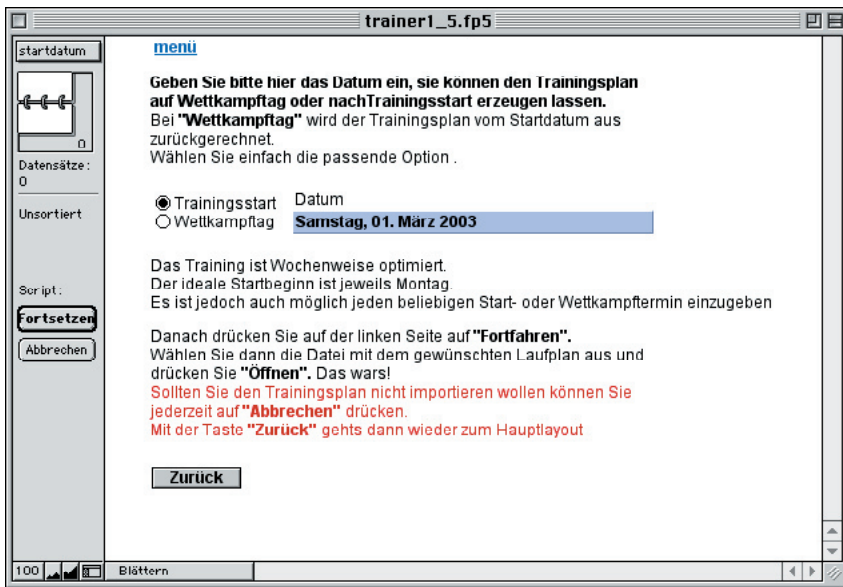 trainer1_5.fp5
startdatum
menü
Geben Sie bitte hier das Datum ein, sie können den Trainingsplan
auf Wettkampftag oder nachTrainingsstart erzeugen lassen.
Bei "Wettkampftag" wird der Trainingsplan vom Startdatum aus
zurückgerechnet.
Wählen Sie einfach die passende Option .
0
Datensätze:
0
Unsortiert
Trainingsstart
Datum
Wettkampftag
Samstag, 01. März 2003
Das Training ist Wochenweise optimiert.
Der ideale Startbeginn ist jeweils Montag.
Es ist jedoch auch möglich jeden beliebigen Start- oder Wettkampftermin einzugeben
Script:
Fortsetzen
Abbrechen
Danach drücken Sie auf der linken Seite auf "Fortfahren".
Wählen Sie dann die Datei mit dem gewünschten Laufplan aus und
drücken Sie "Öffnen". Das wars!
Sollten Sie den Trainingsplan nicht importieren wollen können Sie
jederzeit auf "Abbrechen" drücken.
Mit der Taste "Zurück" gehts dann wieder zum Hauptlayout
Zurück
100
Blättern